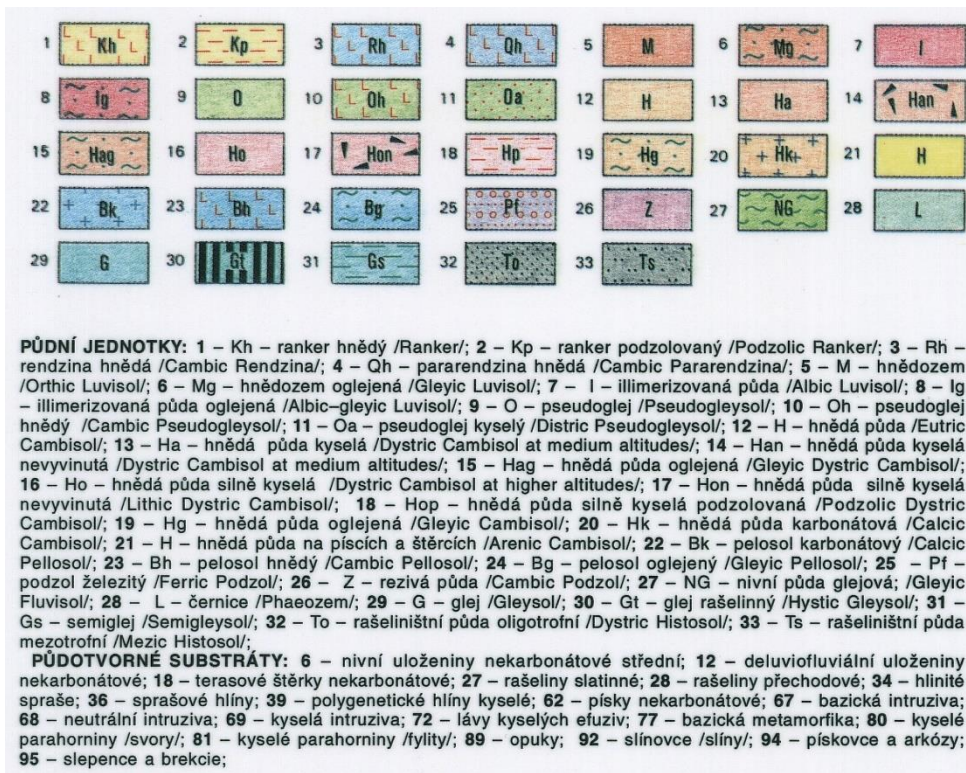 1 Kh 2 Kp 3 Rh 4 Qh 5 M 6 Mg 7 I
8 Ig 9 O 10 Oh 11 Oa 12 H 13 Ha 14 Han
15 Hag 16 Ho 17 Hon 18 Hp 19 Hg 20 Hk 21 H
22 Bk 23 Bh 24 Bg 25 Pf 26 Z 27 NG 28 L
29 G 30 Gt 31 Gs 32 To 33 Ts
PŮDNÍ JEDNOTKY: 1 – Kh – ranker hnědý /Ranker/; 2 – Kp – ranker podzolovaný /Podzolic Ranker/; 3 – Rh –
rendzina hnědá /Cambic Rendzina/; 4 – Qh – pararendzina hnědá /Cambic Pararendzina/; 5 – M – hnědozem
/Orthic Luvisol/; 6 – Mg – hnědozem oglejená /Gleyic Luvisol/; 7 – I – illimerizovaná půda /Albic Luvisol/; 8 – Ig
– illimerizovaná půda oglejená /Albic–gleyic Luvisol/; 9 – O – pseudoglej /Pseudogleysol/; 10 – Oh – pseudoglej
hnědý /Cambic Pseudogleysol/; 11 – Oa – pseudoglej kyselý /Distric Pseudogleysol/; 12 – H – hnědá půda /Eutric
Cambisol/; 13 – Ha – hnědá půda kyselá /Dystric Cambisol at medium altitudes/; 14 – Han – hnědá půda kyselá
nevyvinutá /Dystric Cambisol at medium altitudes/; 15 – Hag – hnědá půda oglejená /Gleyic Dystric Cambisol/;
16 – Ho – hnědá půda silně kyselá /Dystric Cambisol at higher altitudes/; 17 – Hon – hnědá půda silně kyselá
nevyvinutá /Lithic Dystric Cambisol/; 18 – Hop – hnědá půda silně kyselá podzolovaná /Podzolic Dystric
Cambisol/; 19 – Hg – hnědá půda oglejená /Gleyic Cambisol/; 20 – Hk – hnědá půda karbonátová /Calcic
Cambisol/; 21 – H – hnědá půda na píscích a štěrcích /Arenic Cambisol/; 22 – Bk – pelosol karbonátový /Calcic
Pellosol/; 23 – Bh – pelosol hnědý /Cambic Pellosol/; 24 – Bg – pelosol oglejený /Gleyic Pellosol/; 25 – Pf –
podzol železitý /Ferric Podzol/; 26 – Z – rezivá půda /Cambic Podzol/; 27 – NG – nivní půda glejová; /Gleyic
Fluvisol/; 28 – L – černice /Phaeozem/; 29 – G – glej /Gleysol/; 30 – Gt – glej rašelinný /Hystic Gleysol/; 31 –
Gs – semiglej /Semigleysol/; 32 – To – rašeliništní půda oligotrofní /Dystric Histosol/; 33 – Ts – rašeliništní půda
mezotrofní /Mezic Histosol/;
PŮDOTVORNÉ SUBSTRÁTY: 6 – nivní uloženiny nekarbonátové střední; 12 – deluviofluviální uloženiny
nekarbonátové; 18 – terasové štěrky nekarbonátové; 27 – rašeliny slatinné; 28 – rašeliny přechodové; 34 – hlinité
spraše; 36 – sprašové hlíny; 39 – polygenetické hlíny kyselé; 62 – písky nekarbonátové; 67 – bazická intruziva;
68 – neutrální intruziva; 69 – kyselá intruziva; 72 – lávy kyselých efuziv; 77 – bazická metamorfika; 80 – kyselé
parahorniny /svory/; 81 – kyselé parahorniny /fylity/; 89 – opuky; 92 – slínovce /slíny/; 94 – pískovce a arkózy;
95 – slepence a brekcie;